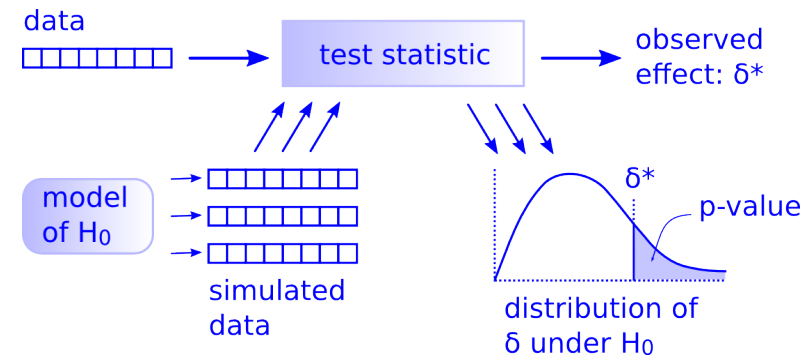 data
test statistic
observed
effect: δ*
model
of H₀
simulated
data
δ*
p-value
distribution of
δ under H₀